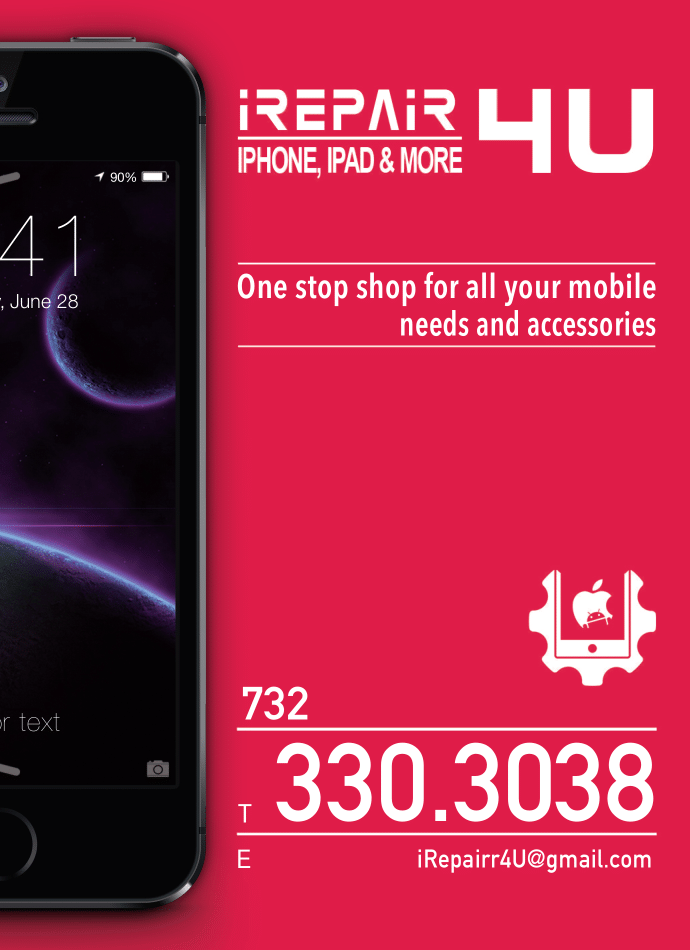 90%
41
, June 28
or text
iREPAiR 4U
IPHONE, IPAD & MORE
One stop shop for all your mobile
needs and accessories
732
T 330.3038
E iRepairr4U@gmail.com